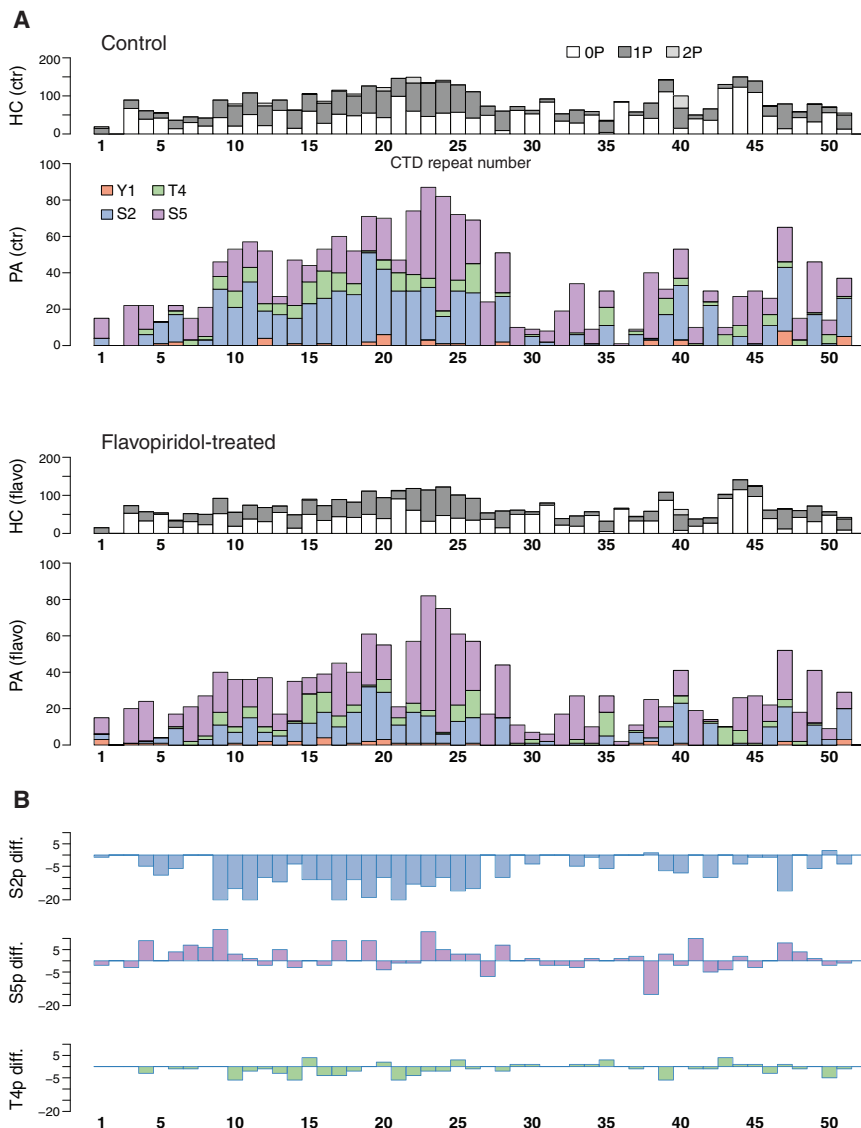 A
Control
0P 1P 2P
HC (ctr)
200
100
0
1 5 10 15 20 25 30 35 40 45 50
CTD repeat number
PA (ctr)
100
80
60
40
20
0
Y1 T4
S2 S5
1 5 10 15 20 25 30 35 40 45 50
Flavopiridol-treated
HC (flavo)
200
100
0
1 5 10 15 20 25 30 35 40 45 50
PA (flavo)
100
80
60
40
20
0
1 5 10 15 20 25 30 35 40 45 50
B
S2p diff.
5
−5
−20
S5p diff.
5
−5
−20
T4p diff.
5
−5
−20
1 5 10 15 20 25 30 35 40 45 50